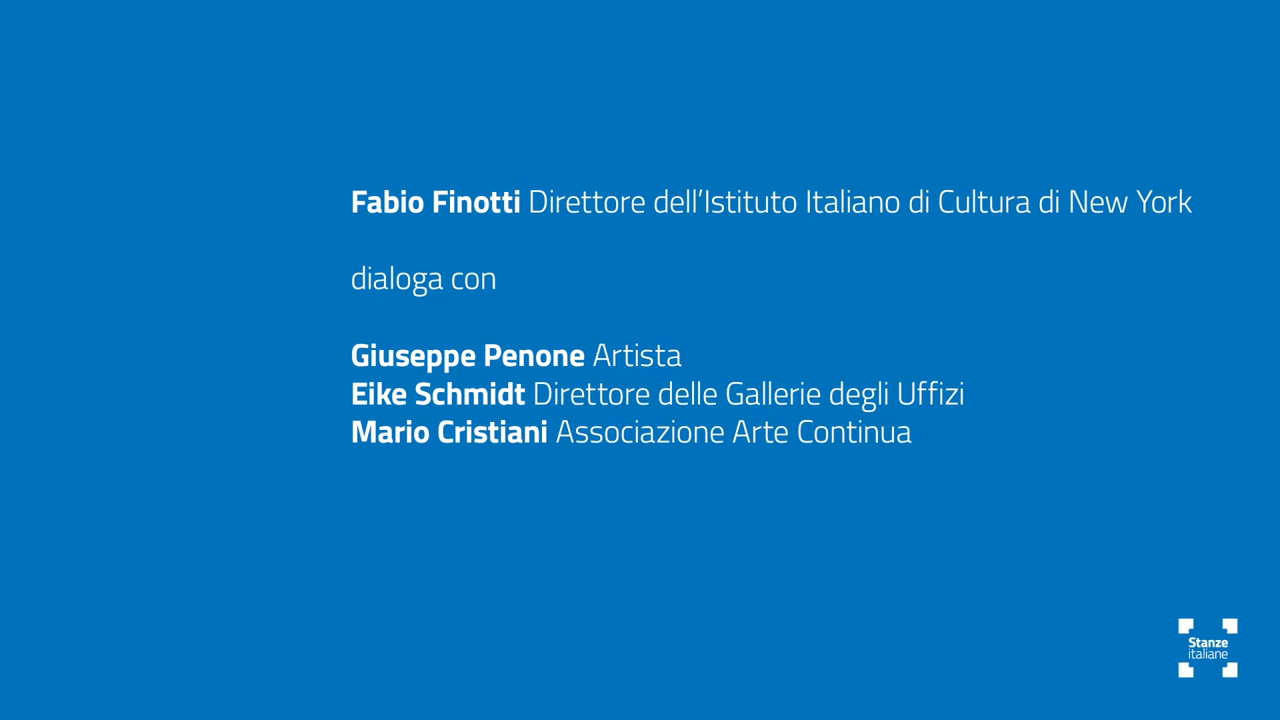 Fabio Finotti Direttore dell’Istituto Italiano di Cultura di New York
dialoga con
Giuseppe Penone Artista
Eike Schmidt Direttore delle Gallerie degli Uffizi
Mario Cristiani Associazione Arte Continua
Stanze
italiane